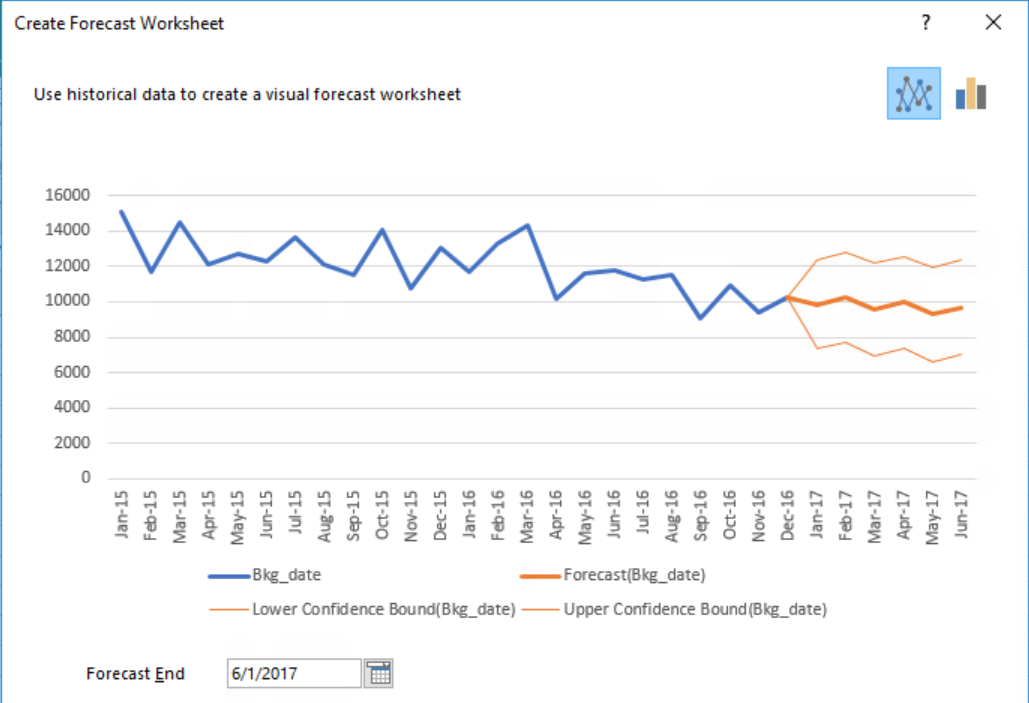 Create Forecast Worksheet ?
Use historical data to create a visual forecast worksheet
16000
14000
12000
10000
8000
6000
4000
2000
0
Jan-15
Feb-15
Mar-15
Apr-15
May-15
Jun-15
Jul-15
Aug-15
Sep-15
Oct-15
Nov-15
Dec-15
Jan-16
Feb-16
Mar-16
Apr-16
May-16
Jun-16
Jul-16
Aug-16
Sep-16
Oct-16
Nov-16
Dec-16
Jan-17
Feb-17
Mar-17
Apr-17
May-17
Jun-17
Bkg_date Forecast(Bkg_date)
Lower Confidence Bound(Bkg_date) Upper Confidence Bound(Bkg_date)
Forecast End 6/1/2017